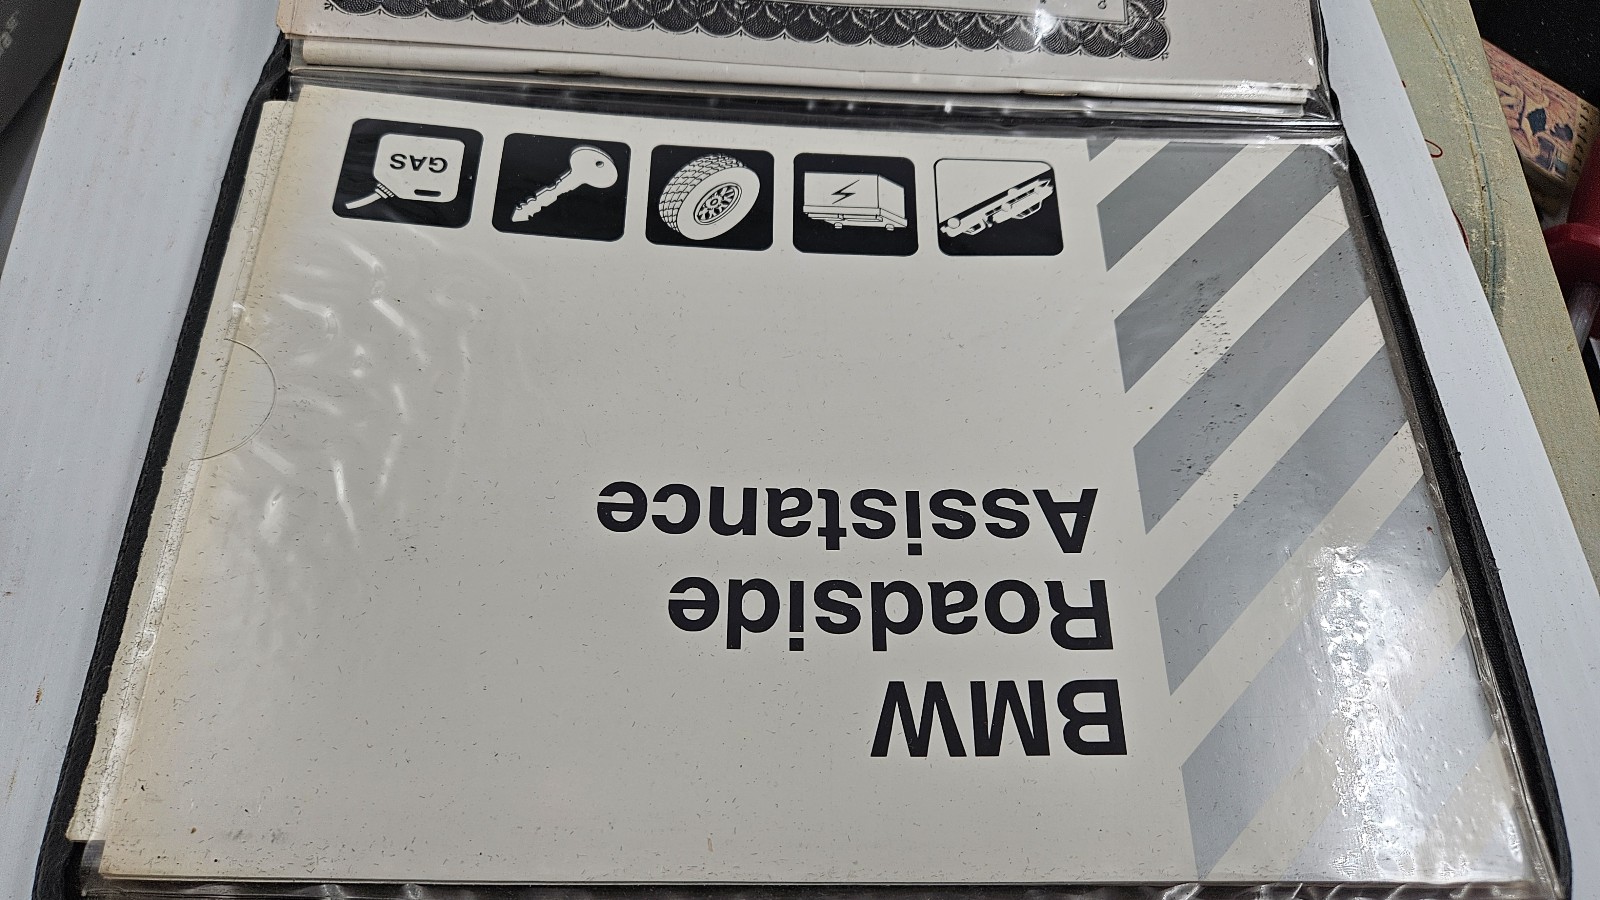 BMW
Roadside
Assistance
GAS